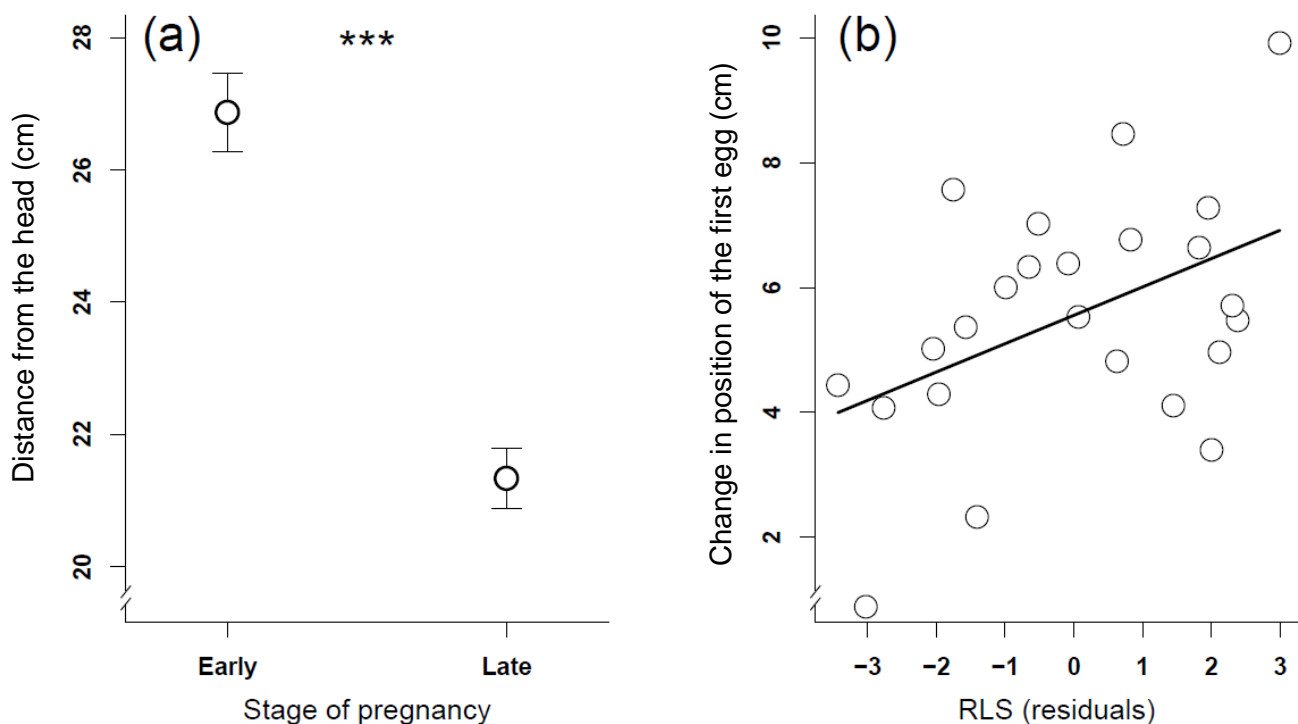 (a)
***
Distance from the head (cm)
28
26
24
22
20
Early
Late
Stage of pregnancy
(b)
Change in position of the first egg (cm)
10
8
6
4
2
−3
−2
−1
0
1
2
3
RLS (residuals)